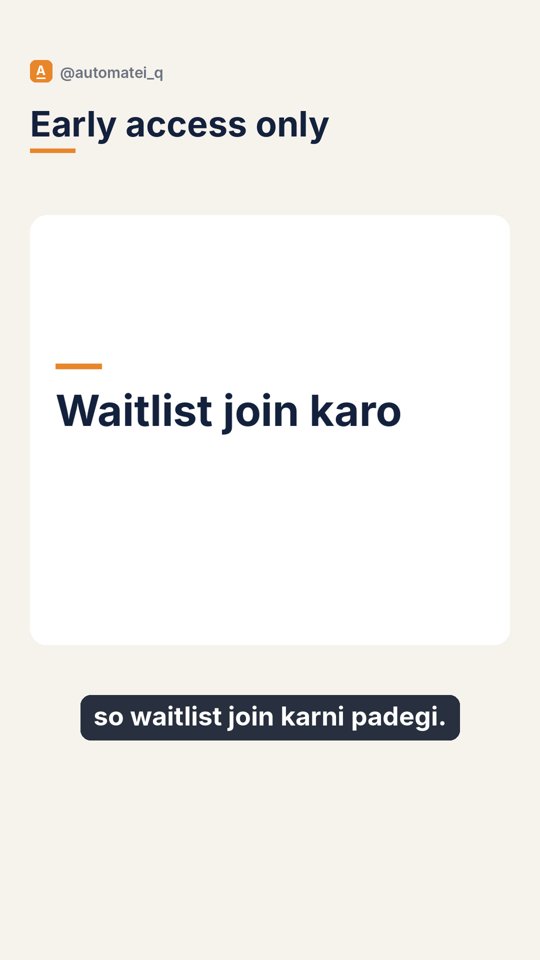 A @automatei_q
Early access only
Waitlist join karo
so waitlist join karni padegi.